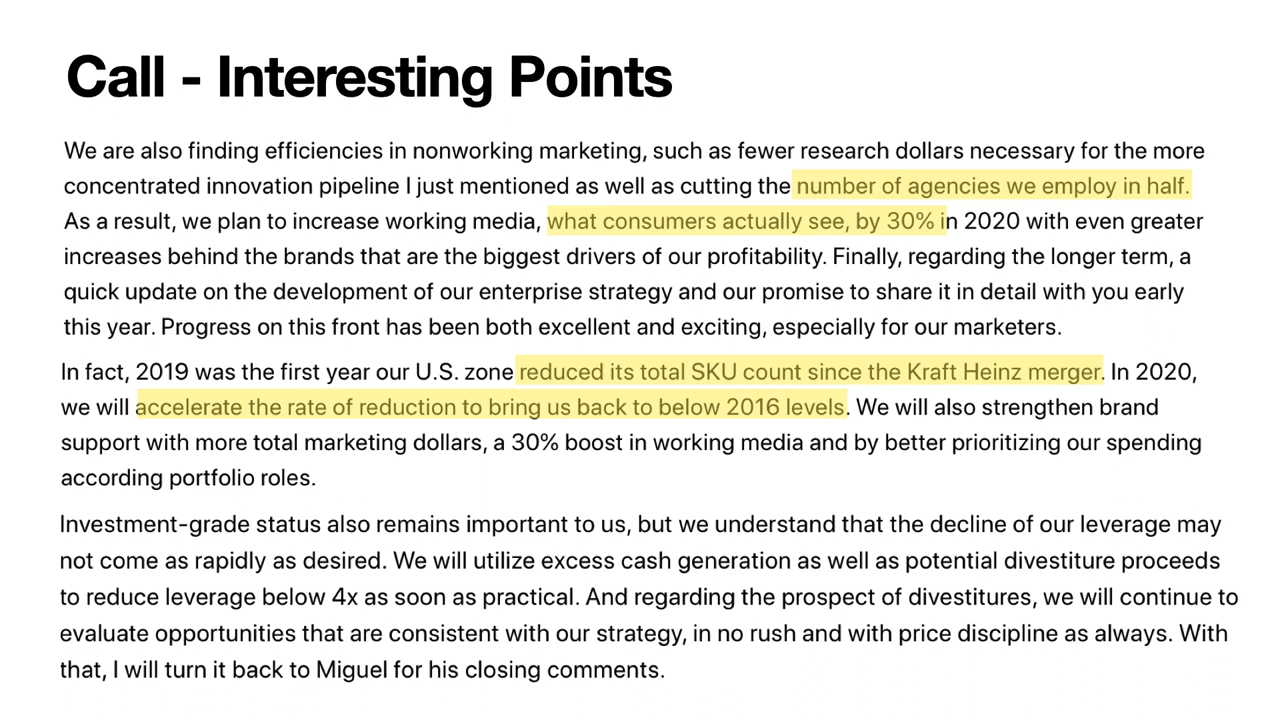 Call - Interesting Points
We are also finding efficiencies in nonworking marketing, such as fewer research dollars necessary for the more
concentrated innovation pipeline I just mentioned as well as cutting the number of agencies we employ in half.
As a result, we plan to increase working media, what consumers actually see, by 30% in 2020 with even greater
increases behind the brands that are the biggest drivers of our profitability. Finally, regarding the longer term, a
quick update on the development of our enterprise strategy and our promise to share it in detail with you early
this year. Progress on this front has been both excellent and exciting, especially for our marketers.
In fact, 2019 was the first year our U.S. zone reduced its total SKU count since the Kraft Heinz merger. In 2020,
we will accelerate the rate of reduction to bring us back to below 2016 levels. We will also strengthen brand
support with more total marketing dollars, a 30% boost in working media and by better prioritizing our spending
according portfolio roles.
Investment-grade status also remains important to us, but we understand that the decline of our leverage may
not come as rapidly as desired. We will utilize excess cash generation as well as potential divestiture proceeds
to reduce leverage below 4x as soon as practical. And regarding the prospect of divestitures, we will continue to
evaluate opportunities that are consistent with our strategy, in no rush and with price discipline as always. With
that, I will turn it back to Miguel for his closing comments.